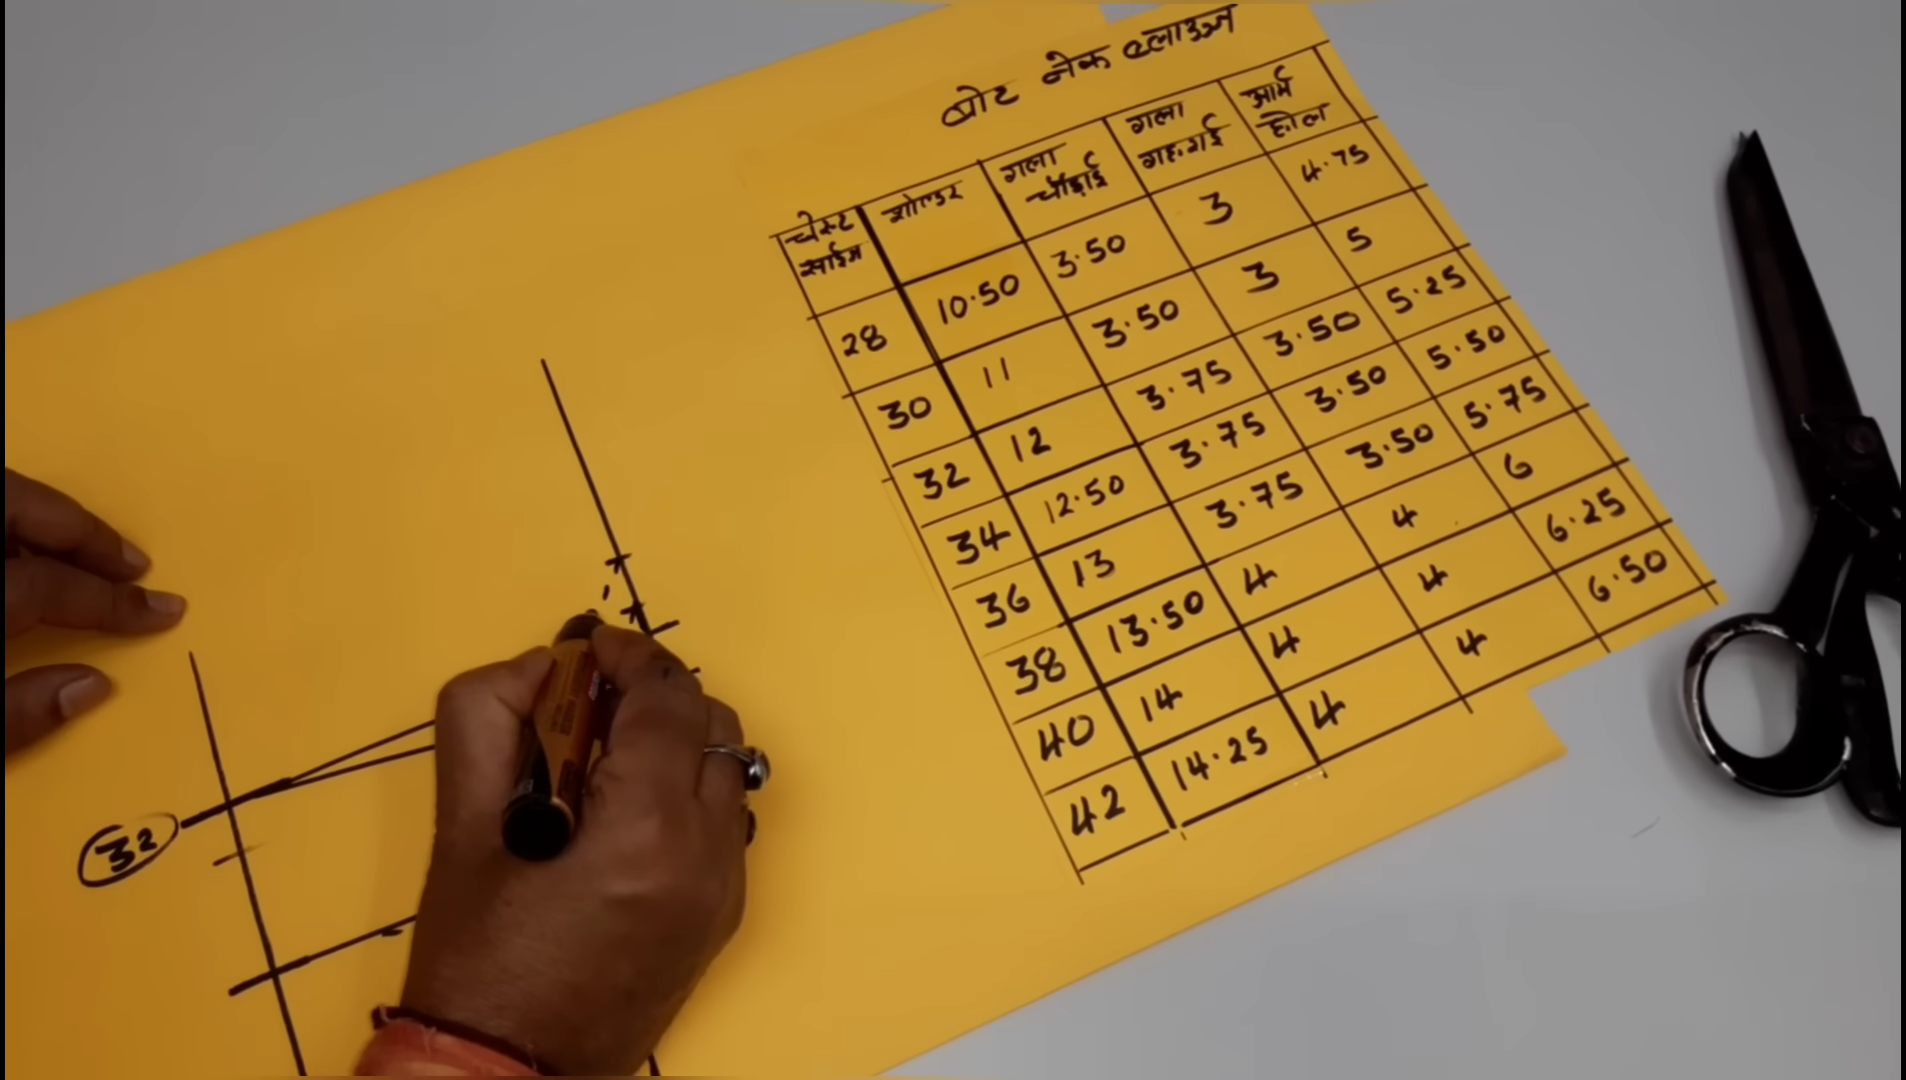 बोट नेक ब्लाउज
चेस्ट साईज शोल्डर गला चौड़ाई गला गहराई आर्म होल
28 10.50 3.50 3 4.75
30 11 3.50 3 5
32 12 3.75 3.50 5.25
34 12.50 3.75 3.50 5.50
36 13 3.75 3.50 5.75
38 13.50 4 4 6
40 14 4 4 6.25
42 14.25 4 4 6.50
32